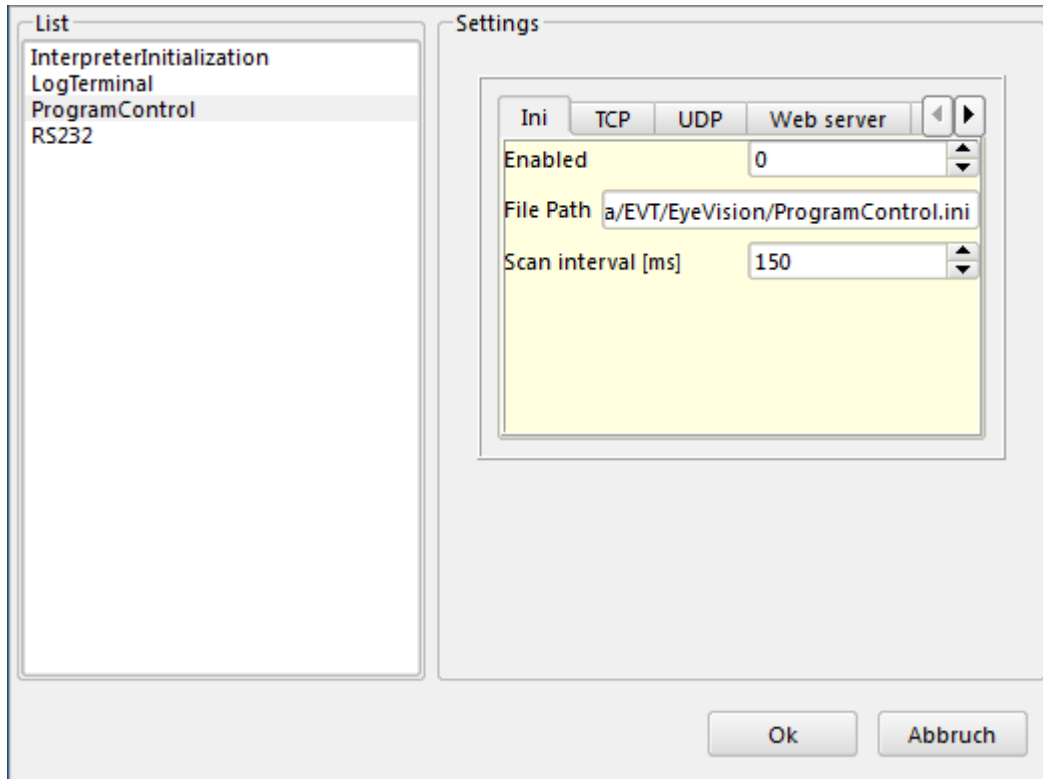 List
InterpreterInitialization
LogTerminal
ProgramControl
RS232
Settings
Ini TCP UDP Web server
Enabled 0
File Path a/EVT/EyeVision/ProgramControl.ini
Scan interval [ms] 150
Ok Abbruch